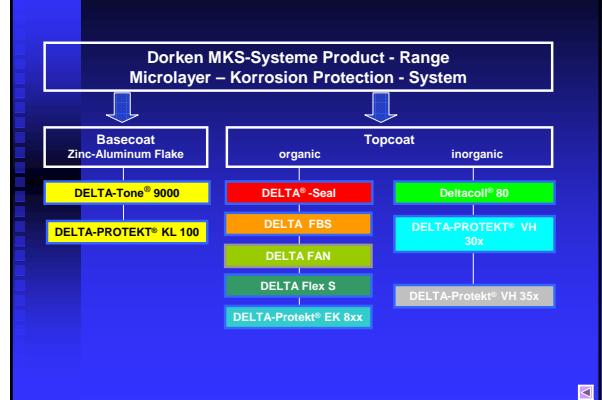 Dorken MKS-Systeme Product - Range
Microlayer – Korrosion Protection - System
Basecoat
Zinc-Aluminum Flake
Topcoat
organic
inorganic
DELTA-Tone® 9000
DELTA-PROTEKT® KL 100
DELTA® -Seal
DELTA FBS
DELTA FAN
DELTA Flex S
DELTA-Protekt® EK 8xx
Deltacoll® 80
DELTA-PROTEKT® VH
30x
DELTA-Protekt® VH 35x